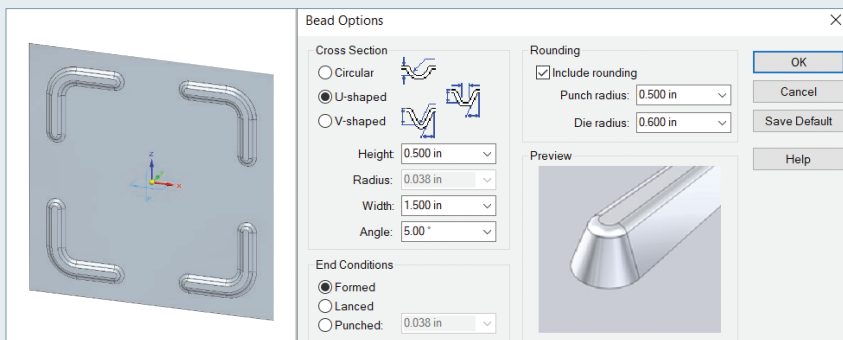 Bead Options
Cross Section
Circular
U-shaped
V-shaped
Height: 0.500 in
Radius: 0.038 in
Width: 1.500 in
Angle: 5.00 °
End Conditions
Formed
Lanced
Punched: 0.038 in
Rounding
Include rounding
Punch radius: 0.500 in
Die radius: 0.600 in
Preview
OK
Cancel
Save Default
Help
Z
X